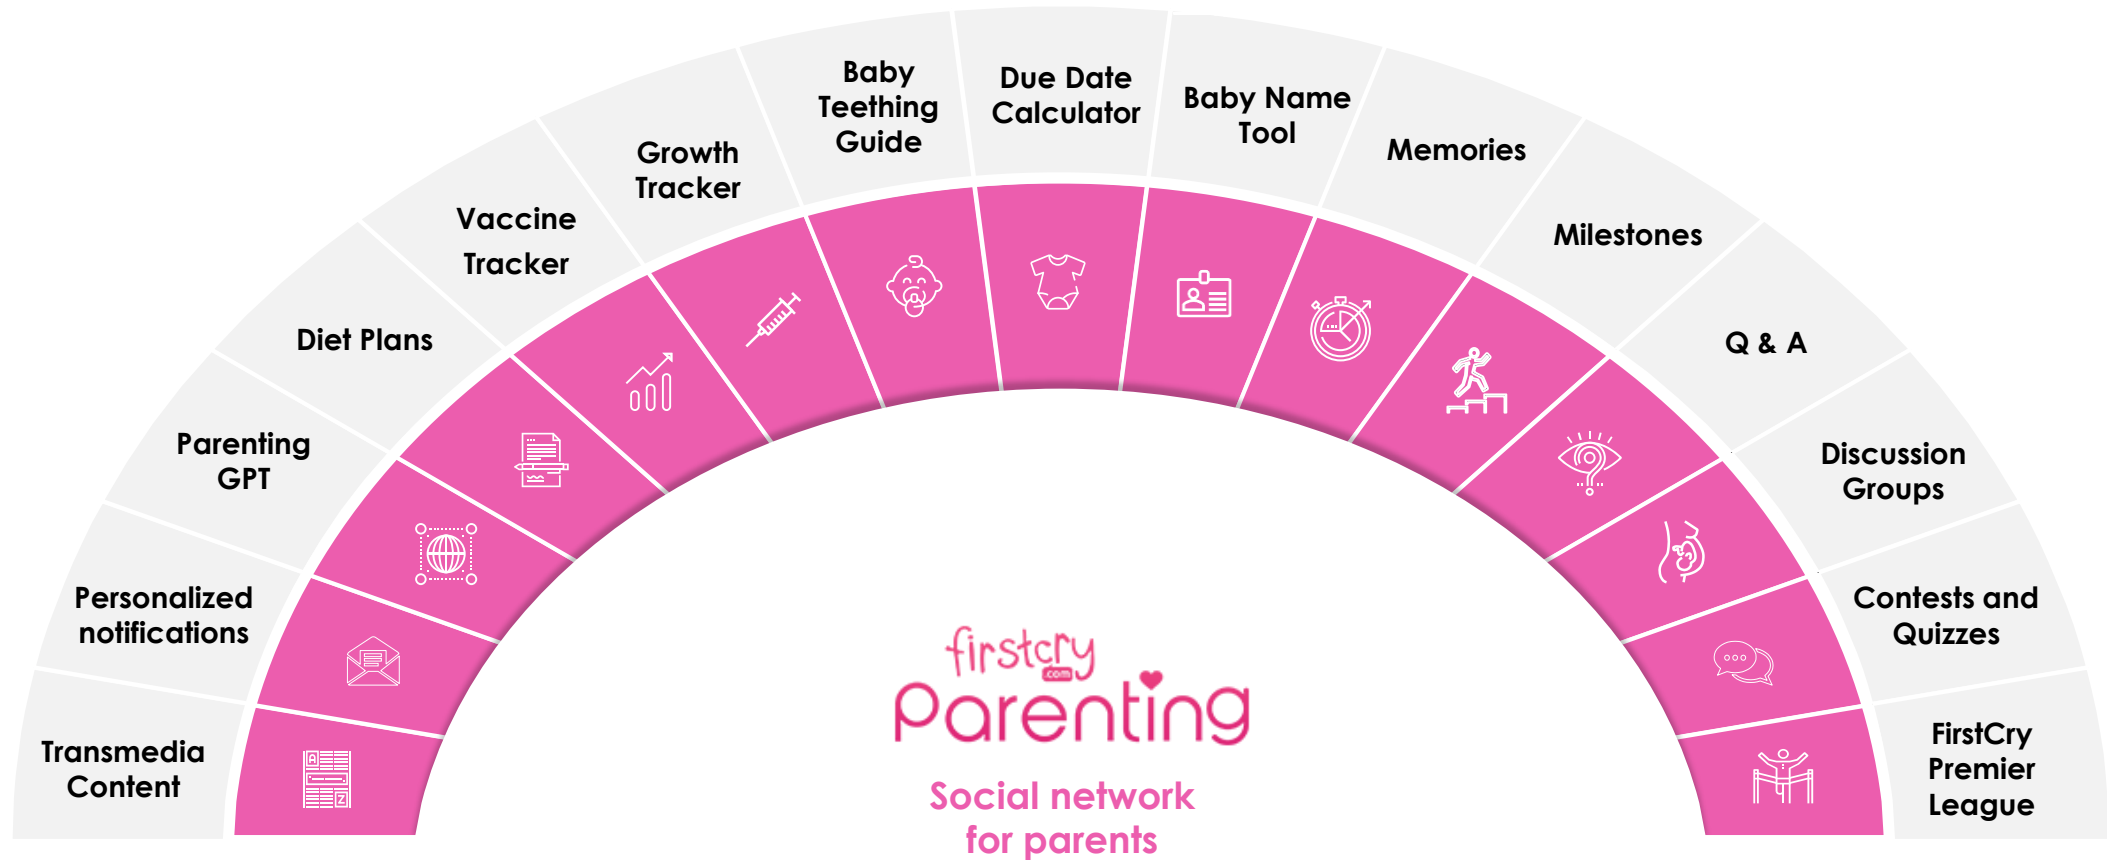 Transmedia
Content
Personalized
notifications
Parenting
GPT
Diet Plans
Vaccine
Tracker
Growth
Tracker
Baby
Teething
Guide
Due Date
Calculator
Baby Name
Tool
Memories
Milestones
Q & A
Discussion
Groups
Contests and
Quizzes
FirstCry
Premier
League
A
Z
firstcry
.com
Parenting
Social network
for parents